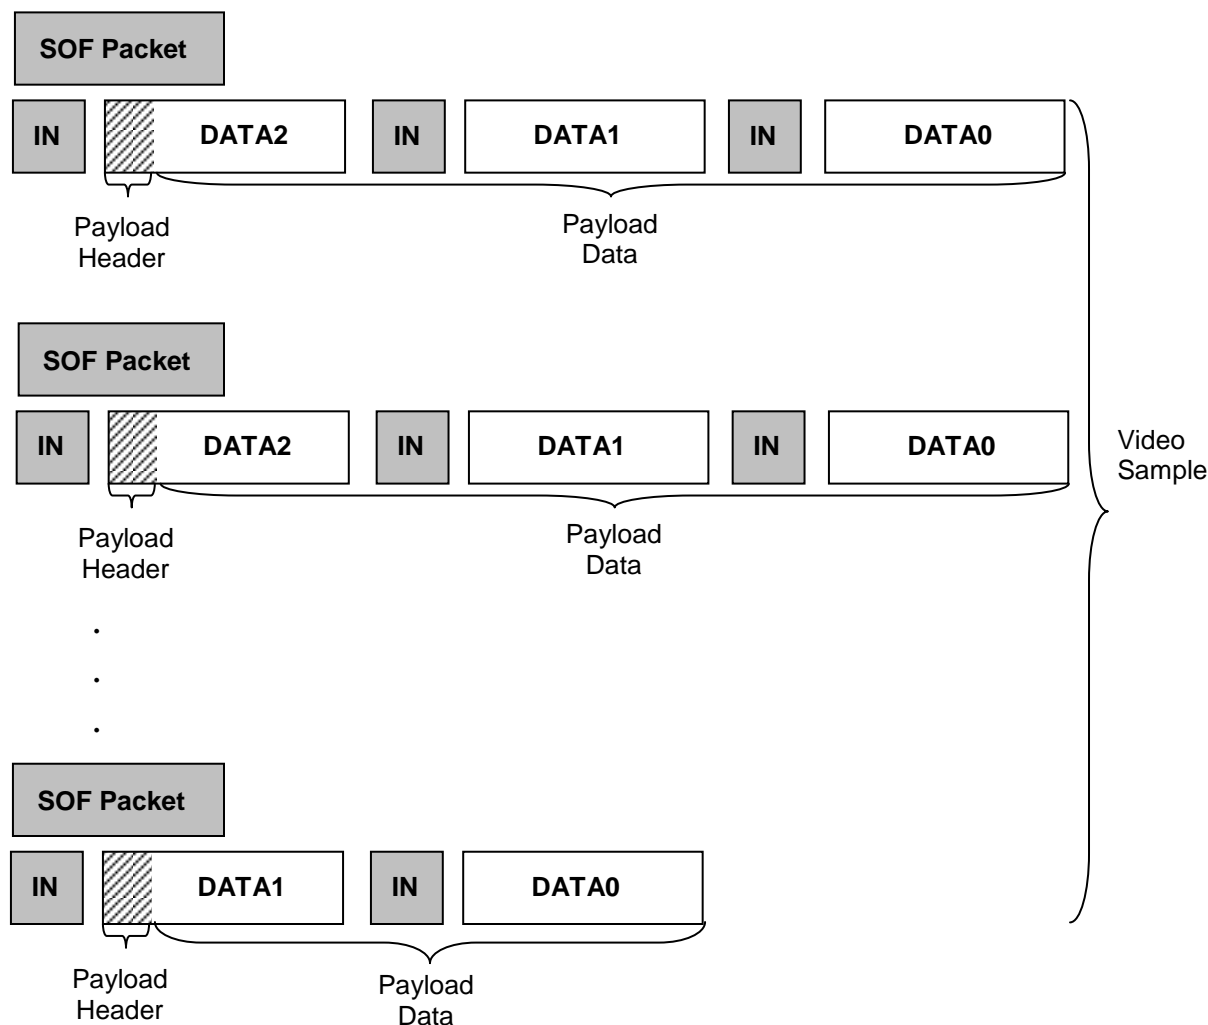 SOF Packet
IN DATA2 IN DATA1 IN DATA0
Payload
Header
Payload
Data
SOF Packet
IN DATA2 IN DATA1 IN DATA0
Video
Sample
Payload
Header
Payload
Data
.
.
.
SOF Packet
IN DATA1 IN DATA0
Payload
Header
Payload
Data